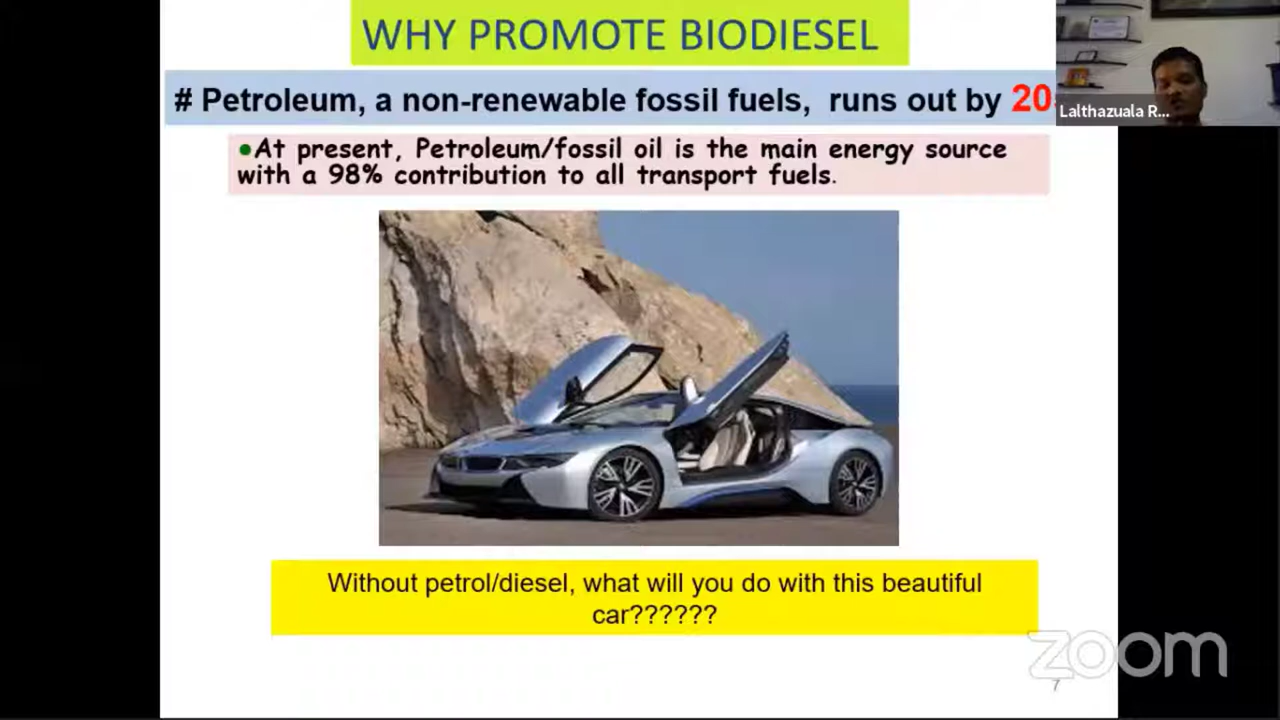 WHY PROMOTE BIODIESEL
# Petroleum, a non-renewable fossil fuels, runs out by 20
Lalthazuala R...
●At present, Petroleum/fossil oil is the main energy source
with a 98% contribution to all transport fuels.
Without petrol/diesel, what will you do with this beautiful
car??????
zoom
7